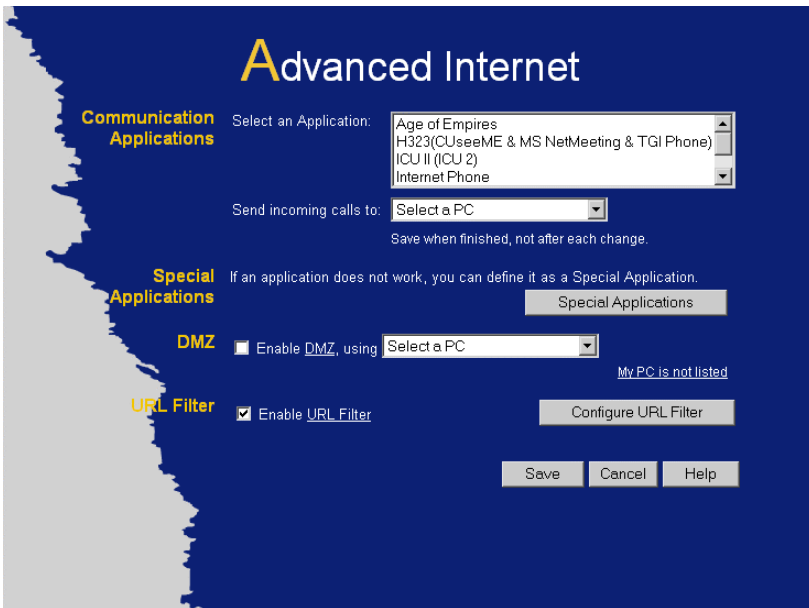 Advanced Internet
Communication
Applications
Select an Application:
Age of Empires
H323(CUseeME & MS NetMeeting & TGI Phone)
ICU II (ICU 2)
Internet Phone
Send incoming calls to:
Select a PC
Save when finished, not after each change.
Special
Applications
If an application does not work, you can define it as a Special Application.
Special Applications
DMZ
Enable DMZ, using
Select a PC
My PC is not listed
URL Filter
Enable URL Filter
Configure URL Filter
Save
Cancel
Help